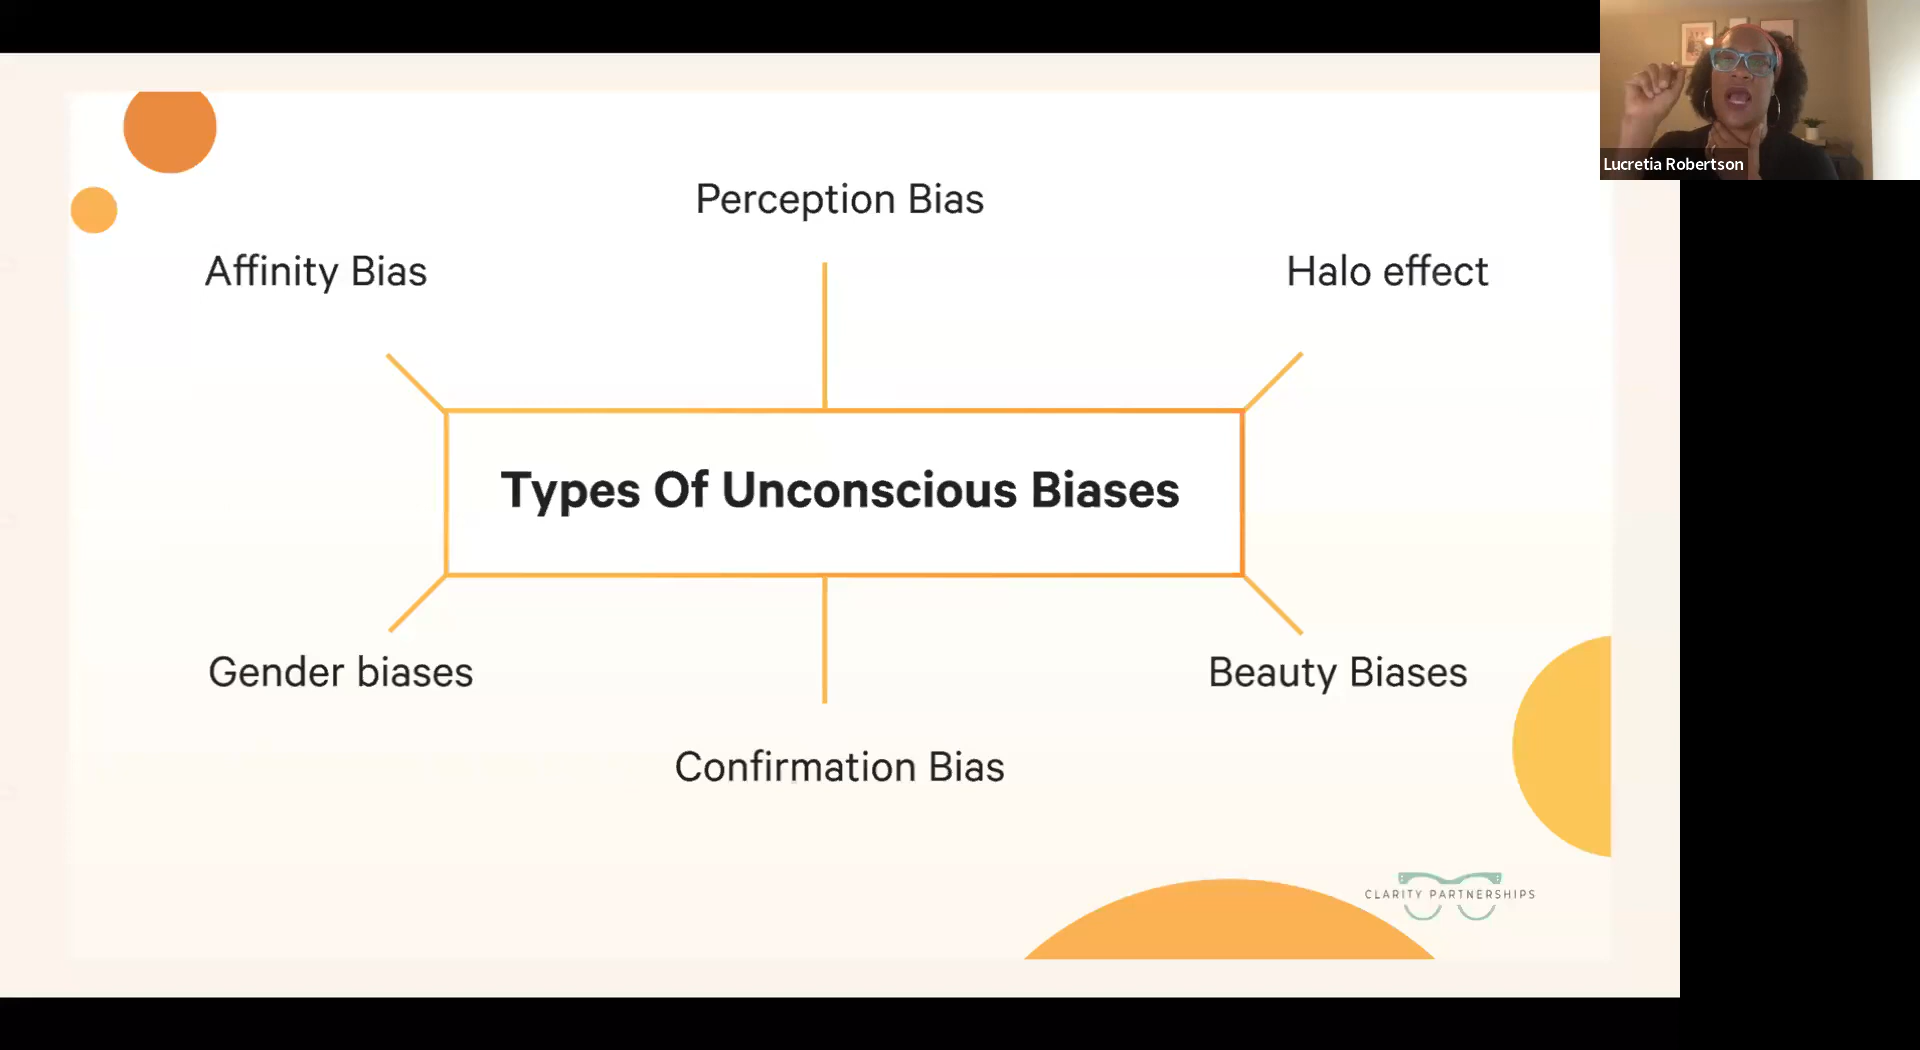 Lucretia Robertson
Perception Bias
Affinity Bias
Halo effect
Types Of Unconscious Biases
Gender biases
Beauty Biases
Confirmation Bias
CLARITY PARTNERSHIPS